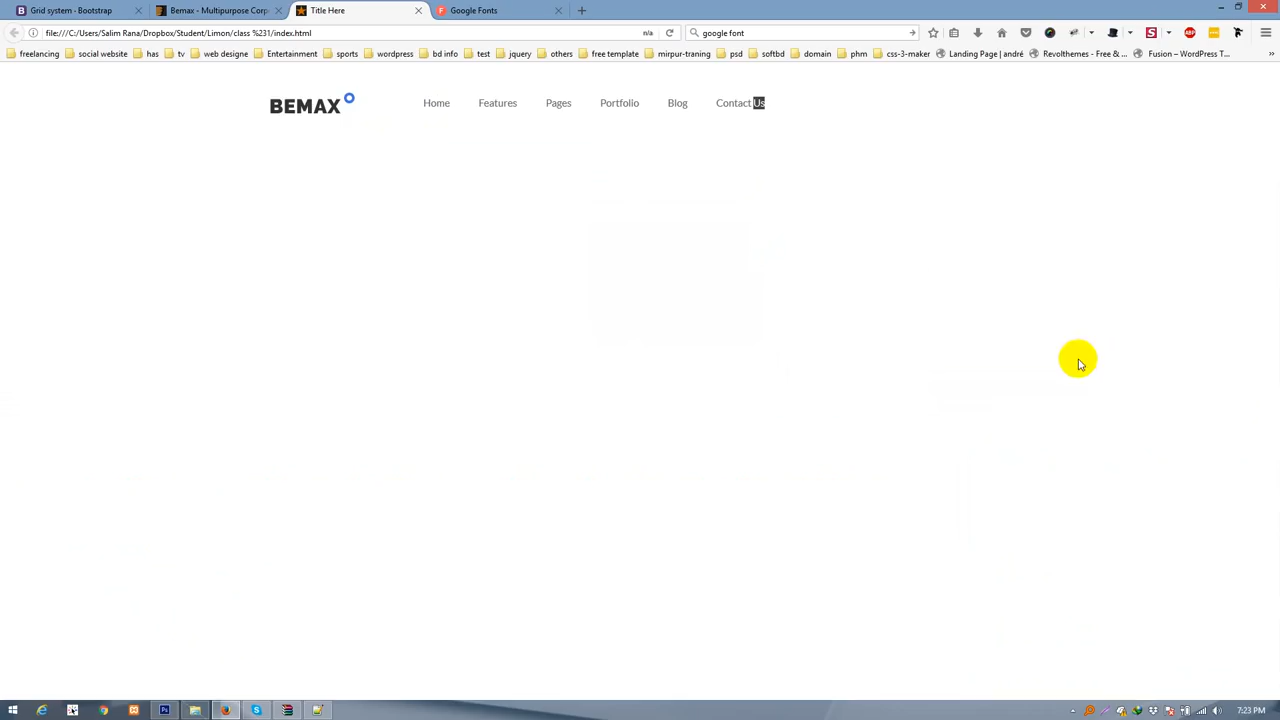 Grid system - Bootstrap
Bemax - Multipurpose Corp
Title Here
Google Fonts
file:///C:/Users/Salim Rana/Dropbox/Student/Limon/class %231/index.html
n/a
google font
freelancing
social website
has
tv
web designe
Entertainment
sports
wordpress
bd info
test
jquery
others
free template
mirpur-traning
psd
softbd
domain
phm
css-3-maker
Landing Page | andré
Revolthemes - Free & ...
Fusion – WordPress T...
BEMAX
Home
Features
Pages
Portfolio
Blog
Contact Us
7:23 PM